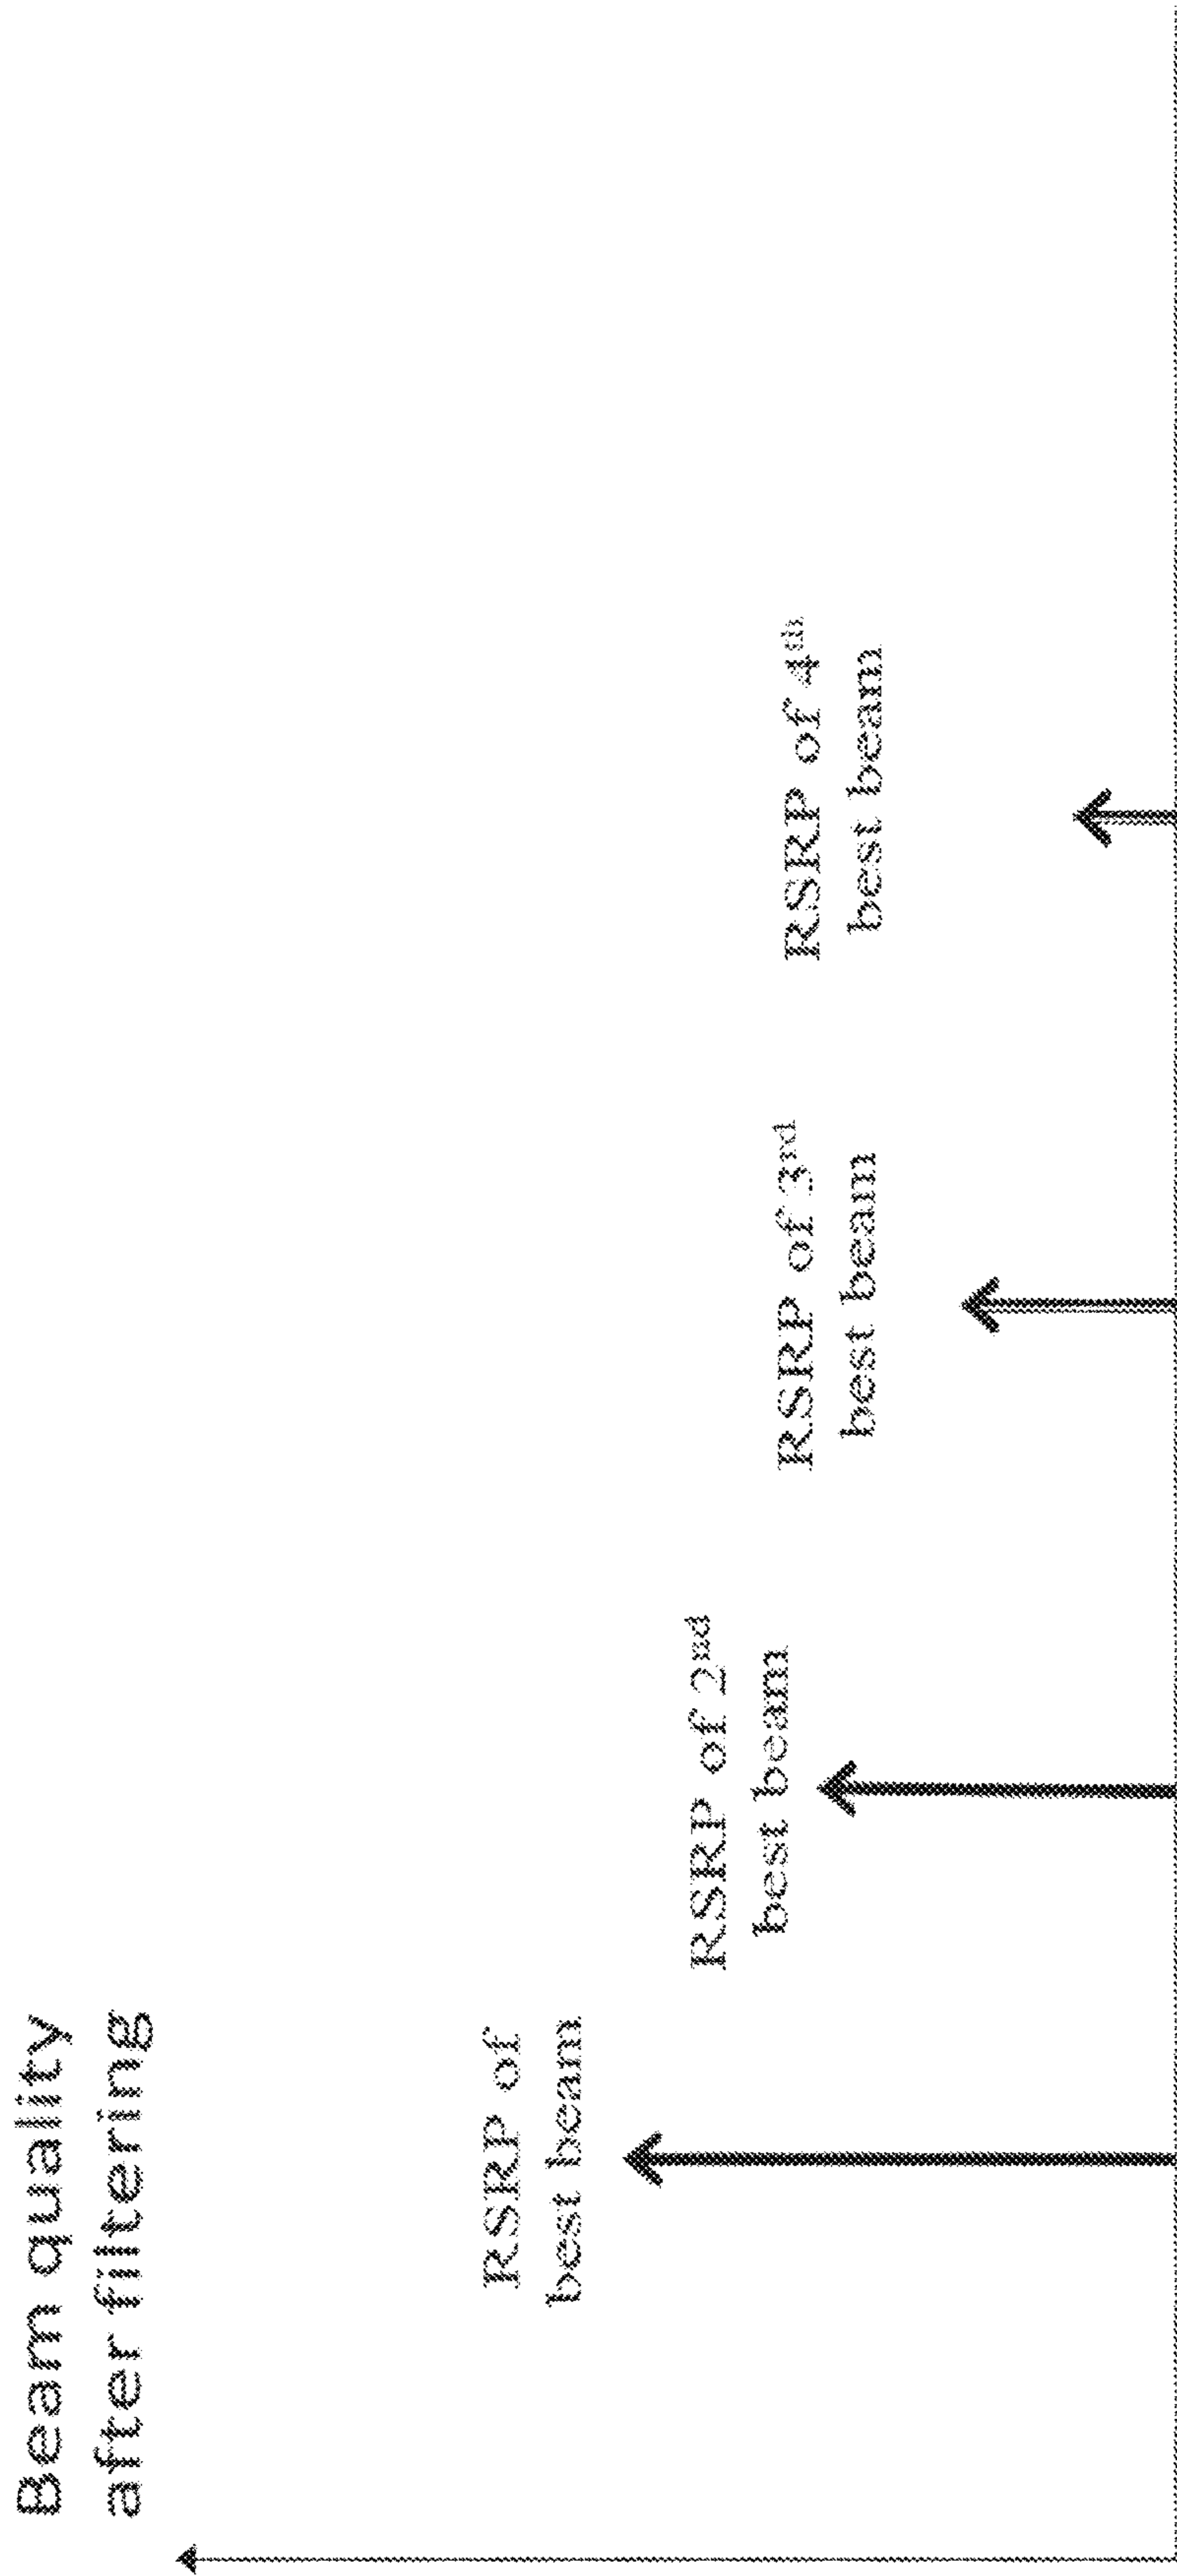 Beam quality
after filtering
RSRP of
best beam
RSRP of 2nd
best beam
RSRP of 3rd
best beam
RSRP of 4th
best beam